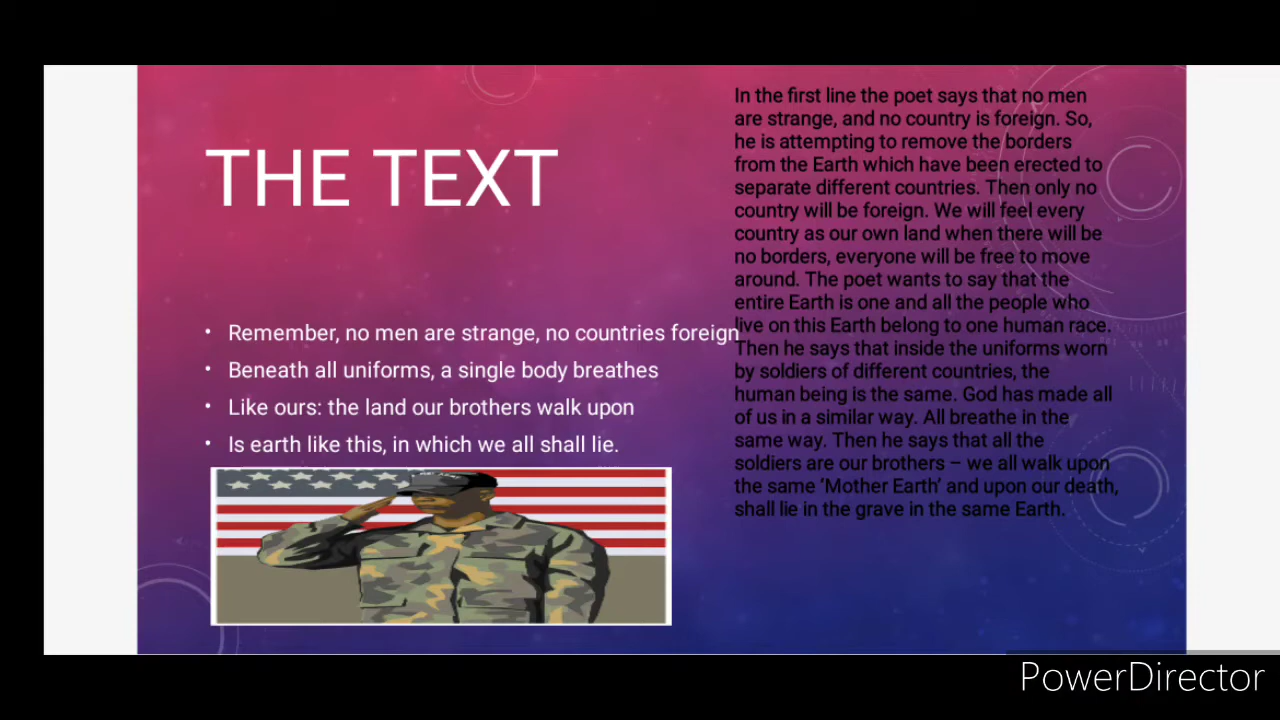 THE TEXT
Remember, no men are strange, no countries foreign
Beneath all uniforms, a single body breathes
Like ours: the land our brothers walk upon
Is earth like this, in which we all shall lie.
In the first line the poet says that no men
are strange, and no country is foreign. So,
he is attempting to remove the borders
from the Earth which have been erected to
separate different countries. Then only no
country will be foreign. We will feel every
country as our own land when there will be
no borders, everyone will be free to move
around. The poet wants to say that the
entire Earth is one and all the people who
live on this Earth belong to one human race.
Then he says that inside the uniforms worn
by soldiers of different countries, the
human being is the same. God has made all
of us in a similar way. All breathe in the
same way. Then he says that all the
soldiers are our brothers – we all walk upon
the same ‘Mother Earth’ and upon our death,
shall lie in the grave in the same Earth.
PowerDirector